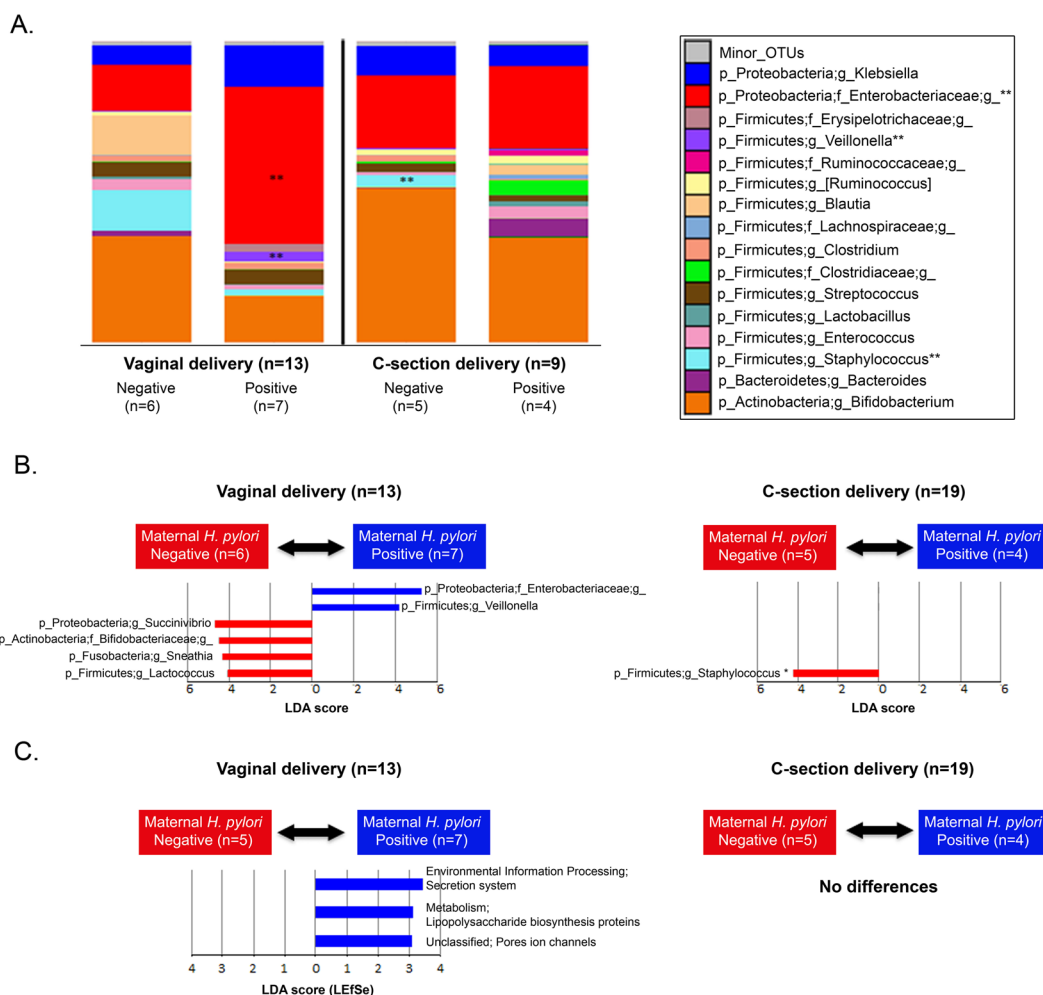 A.
**
**
**
Vaginal delivery (n=13)
C-section delivery (n=9)
Negative
(n=6)
Positive
(n=7)
Negative
(n=5)
Positive
(n=4)
Minor_OTUs
p_Proteobacteria;g_Klebsiella
p_Proteobacteria;f_Enterobacteriaceae;g_**
p_Firmicutes;f_Erysipelotrichaceae;g_
p_Firmicutes;g_Veillonella**
p_Firmicutes;f_Ruminococcaceae;g_
p_Firmicutes;g_[Ruminococcus]
p_Firmicutes;g_Blautia
p_Firmicutes;f_Lachnospiraceae;g_
p_Firmicutes;g_Clostridium
p_Firmicutes;f_Clostridiaceae;g_
p_Firmicutes;g_Streptococcus
p_Firmicutes;g_Lactobacillus
p_Firmicutes;g_Enterococcus
p_Firmicutes;g_Staphylococcus**
p_Bacteroidetes;g_Bacteroides
p_Actinobacteria;g_Bifidobacterium
B.
Vaginal delivery (n=13)
Maternal H. pylori
Negative (n=6)
Maternal H. pylori
Positive (n=7)
p_Proteobacteria;f_Enterobacteriaceae;g_
p_Firmicutes;g_Veillonella
p_Proteobacteria;g_Succinivibrio
p_Actinobacteria;f_Bifidobacteriaceae;g_
p_Fusobacteria;g_Sneathia
p_Firmicutes;g_Lactococcus
6 4 2 0 2 4 6
LDA score
C-section delivery (n=19)
Maternal H. pylori
Negative (n=5)
Maternal H. pylori
Positive (n=4)
p_Firmicutes;g_Staphylococcus *
6 4 2 0 2 4 6
LDA score
C.
Vaginal delivery (n=13)
Maternal H. pylori
Negative (n=5)
Maternal H. pylori
Positive (n=7)
Environmental Information Processing;
Secretion system
Metabolism;
Lipopolysaccharide biosynthesis proteins
Unclassified; Pores ion channels
4 3 2 1 0 1 2 3 4
LDA score (LEfSe)
C-section delivery (n=19)
Maternal H. pylori
Negative (n=5)
Maternal H. pylori
Positive (n=4)
No differences